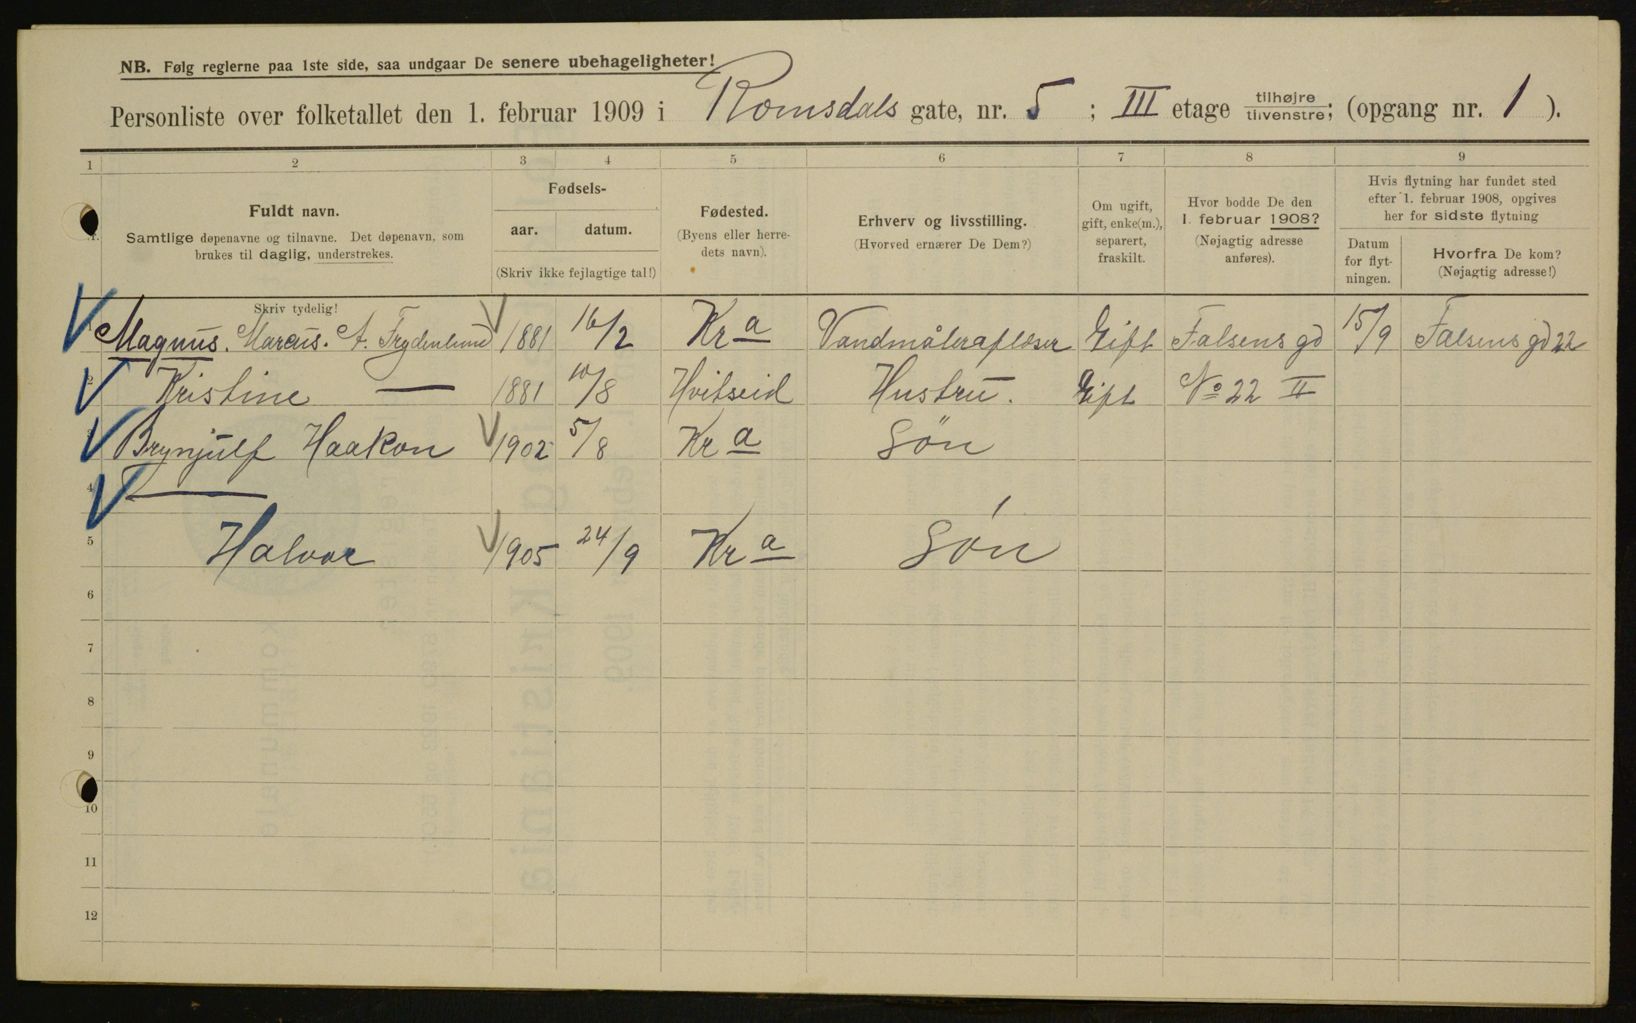 NB. Følg reglerne paa 1ste side, saa undgaar De senere ubehageligheter!
Personliste over folketallet den 1. februar 1909 i Romsdals gate, nr. 5 ; III etage tilhøjre tilvenstre; (opgang nr. 1 ).
1 2 3 4 5 6 7 8 9
Fuldt navn.
Samtlige døpenavne og tilnavne. Det døpenavn, som
brukes til daglig, understrekes.
Skriv tydelig!
Fødsels-
aar. datum.
(Skriv ikke fejlagtige tal!)
Fødested.
(Byens eller herre-
dets navn).
Erhverv og livsstilling.
(Hvorved ernærer De Dem?)
Om ugift,
gift, enke(m.),
separert,
fraskilt.
Hvor bodde De den
1. februar 1908?
(Nøjagtig adresse
anføres).
Hvis flytning har fundet sted
efter 1. februar 1908, opgives
her for sidste flytning
Datum
for flyt-
ningen.
Hvorfra De kom?
(Nøjagtig adresse!)
Magnus. Marcus. A. Frydenlund 1881 16/2 Kra Vandmåleraflæser Gift Falsens gd 15/9 Falsens gd 22
2 Kristine — 1881 10/8 Hvitseid Hustru. Gift No 22 II
3 Brynjulf Haakon 1902 5/8 Kra Søn
4 —
5 Halvor 1905 24/9 Kra Søn
6
7
8
9
10
11
12